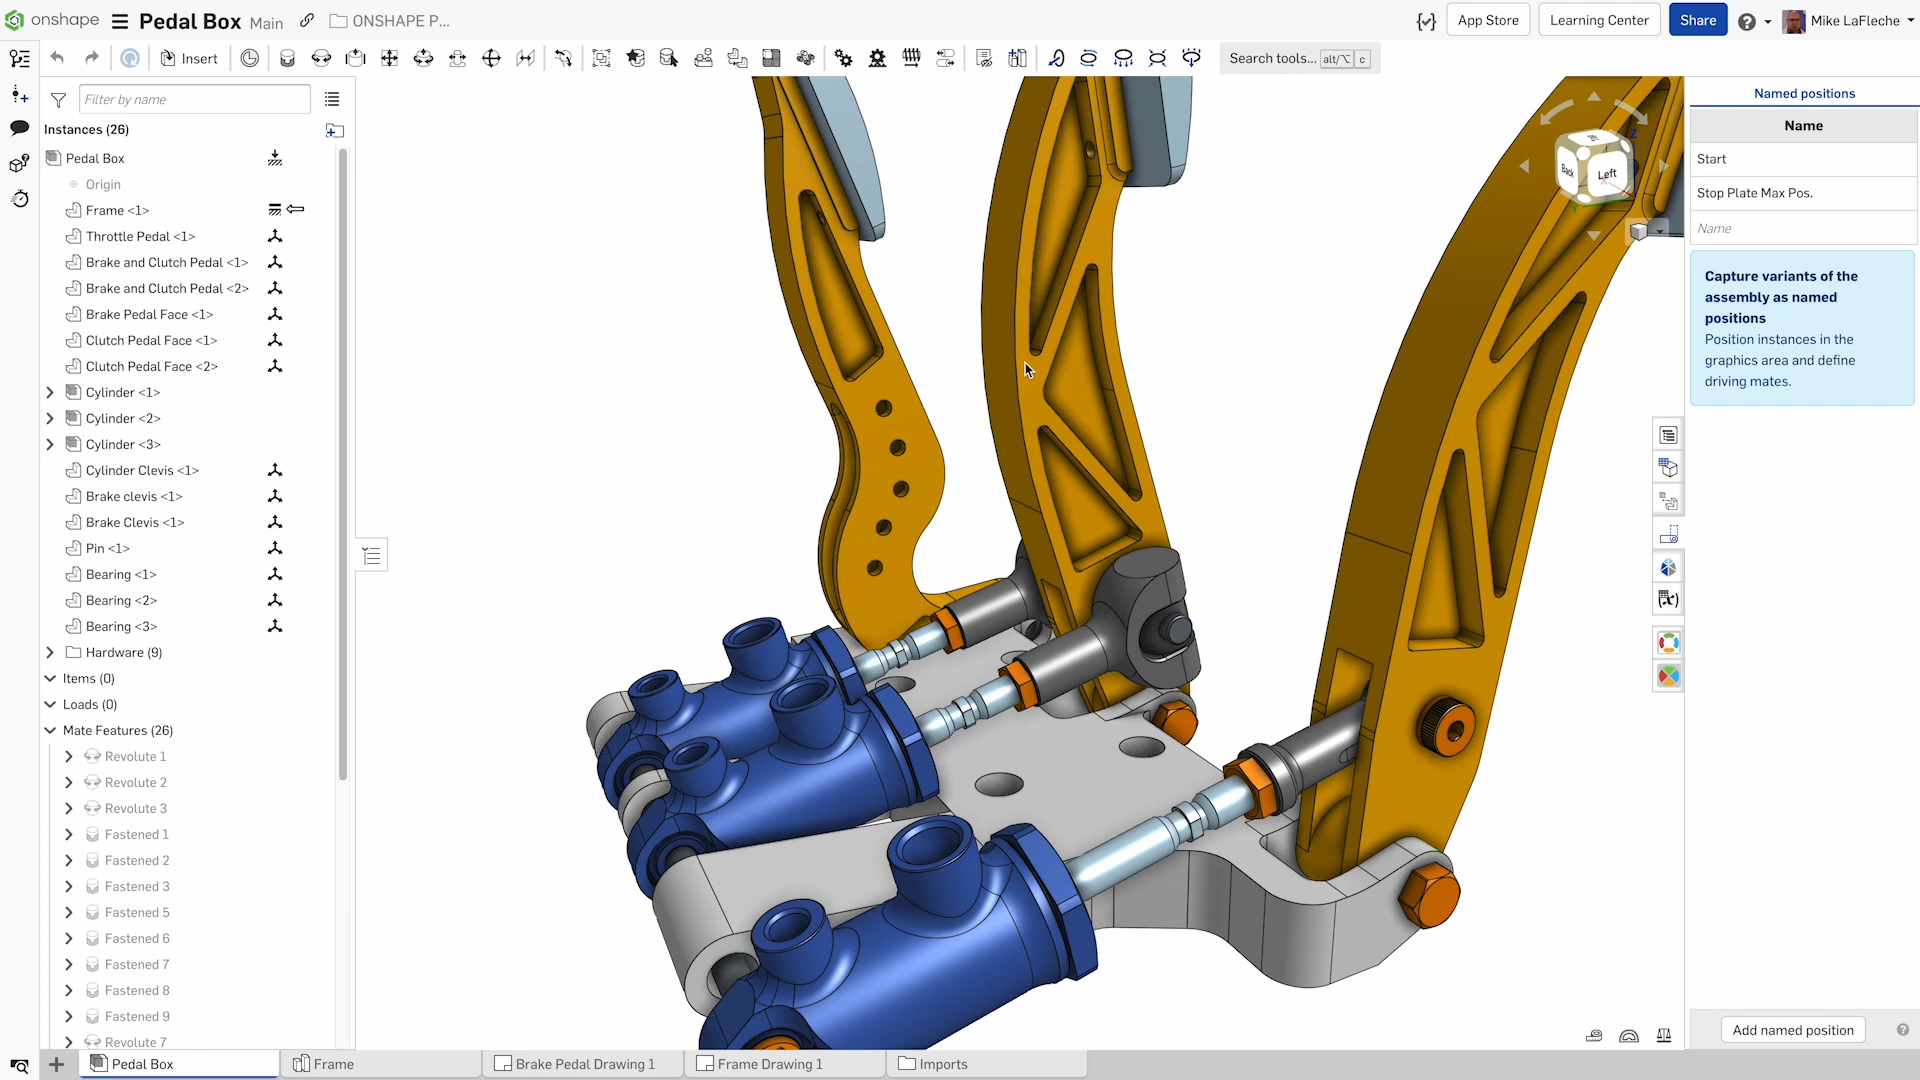 onshape
Pedal Box Main
ONSHAPE P...
App Store
Learning Center
Share
Mike LaFleche
Insert
Search tools... alt/⌥ c
Filter by name
Instances (26)
Pedal Box
Origin
Frame <1>
Throttle Pedal <1>
Brake and Clutch Pedal <1>
Brake and Clutch Pedal <2>
Brake Pedal Face <1>
Clutch Pedal Face <1>
Clutch Pedal Face <2>
Cylinder <1>
Cylinder <2>
Cylinder <3>
Cylinder Clevis <1>
Brake clevis <1>
Brake Clevis <1>
Pin <1>
Bearing <1>
Bearing <2>
Bearing <3>
Hardware (9)
Items (0)
Loads (0)
Mate Features (26)
Revolute 1
Revolute 2
Revolute 3
Fastened 1
Fastened 2
Fastened 3
Fastened 5
Fastened 6
Fastened 7
Fastened 8
Fastened 9
Revolute 7
Z
Back
Left
X
Y
Named positions
Name
Start
Stop Plate Max Pos.
Name
Capture variants of the
assembly as named
positions
Position instances in the
graphics area and define
driving mates.
Add named position
Pedal Box
Frame
Brake Pedal Drawing 1
Frame Drawing 1
Imports